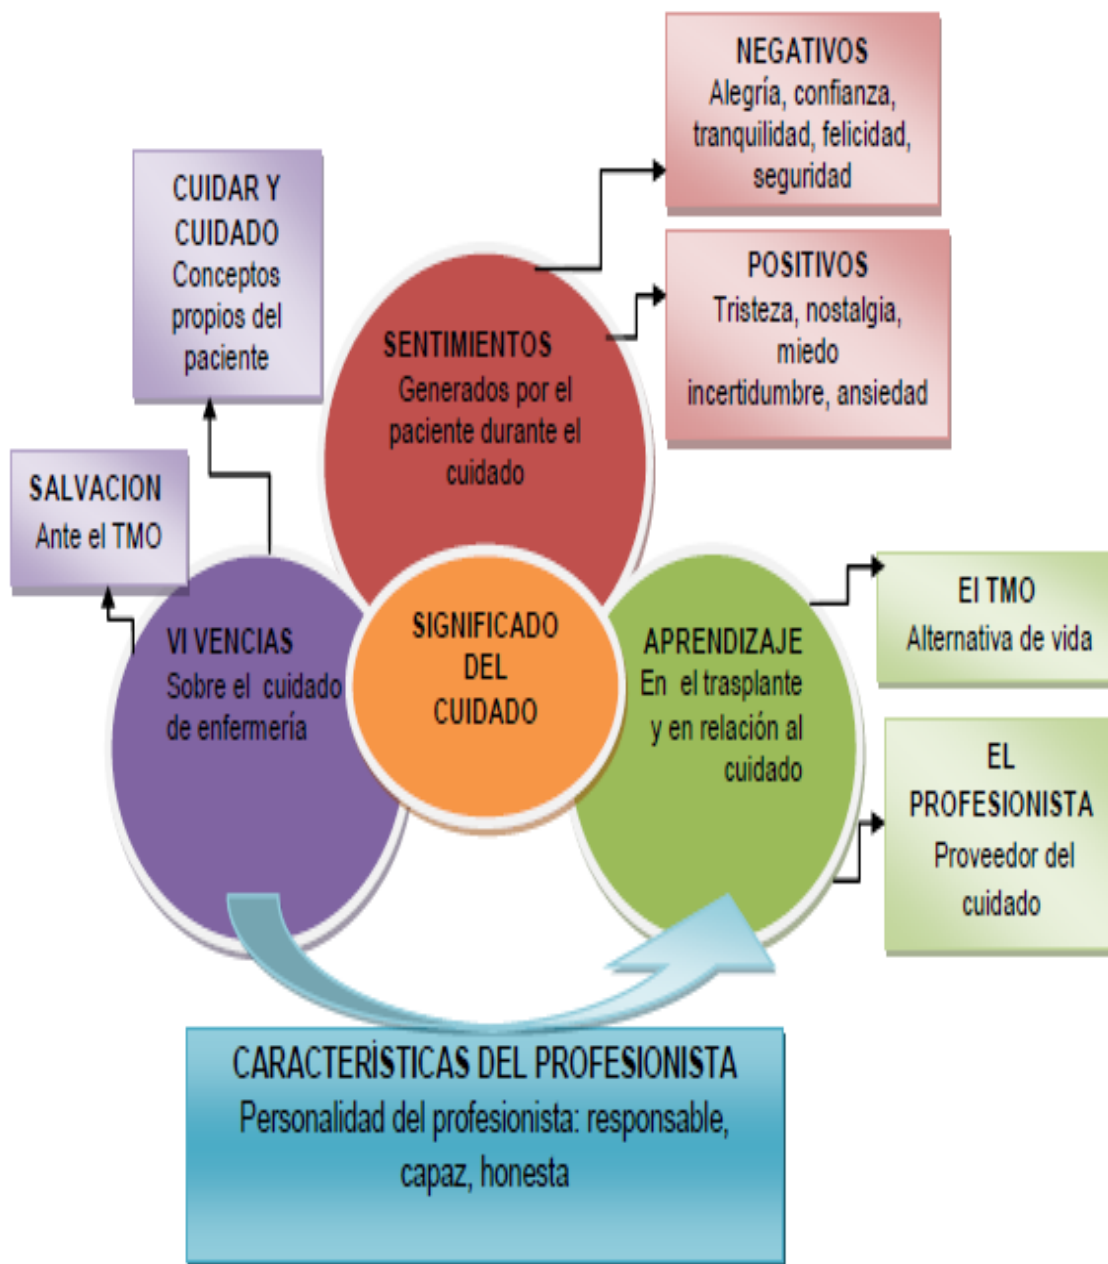 NEGATIVOS
Alegría, confianza,
tranquilidad, felicidad,
seguridad
POSITIVOS
Tristeza, nostalgia,
miedo
incertidumbre, ansiedad
CUIDAR Y
CUIDADO
Conceptos
propios del
paciente
SALVACION
Ante el TMO
SENTIMIENTOS
Generados por el
paciente durante el
cuidado
VI VENCIAS
Sobre el cuidado
de enfermería
SIGNIFICADO
DEL
CUIDADO
APRENDIZAJE
En el trasplante
y en relación al
cuidado
El TMO
Alternativa de vida
EL
PROFESIONISTA
Proveedor del
cuidado
CARACTERÍSTICAS DEL PROFESIONISTA
Personalidad del profesionista: responsable,
capaz, honesta